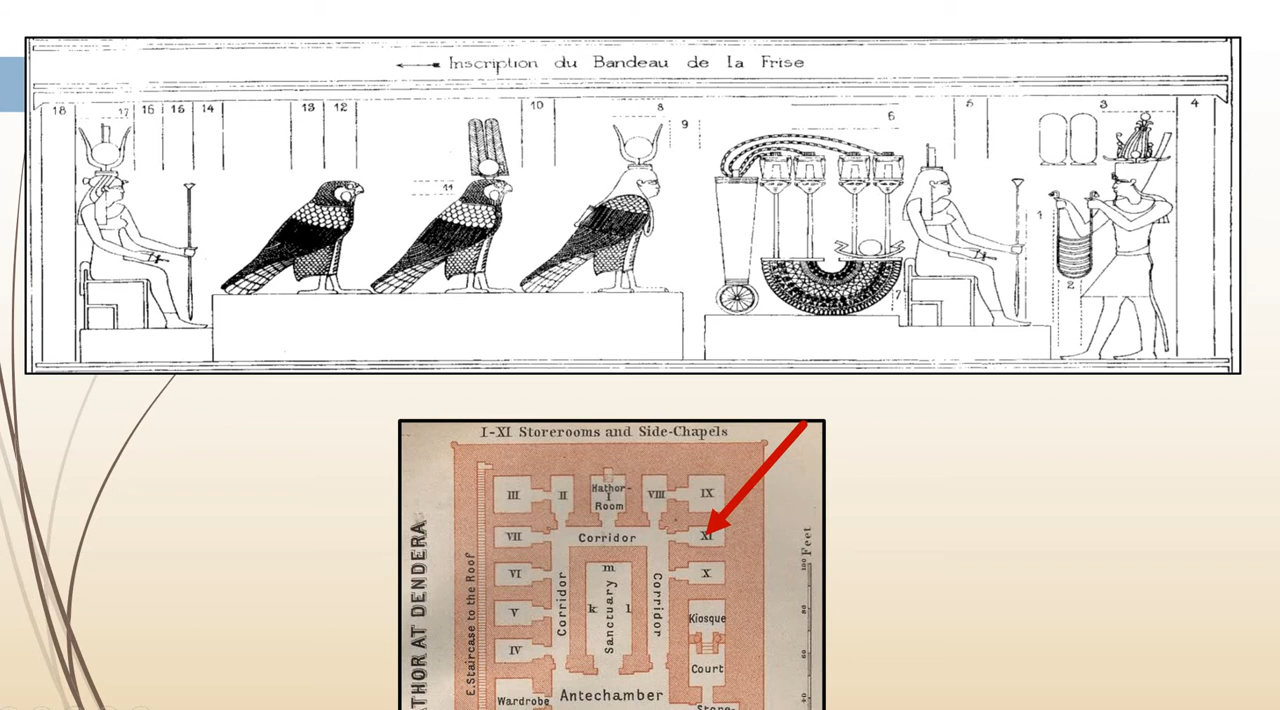 Inscription du Bandeau de la Frise
18 17 16 15 14 13 12 10 8 5 3 4
9 6
11
1
7 2
I-XI Storerooms and Side-Chapels
III II Hathor- VIII IX
I
Room
VII Corridor XI
VI m X
Corridor k Sanctuary l Corridor
V Kiosque
IV Court
Wardrobe Antechamber Store-
E.Staircase to the Roof
THOR AT DENDERA
100 Feet
80
60
40